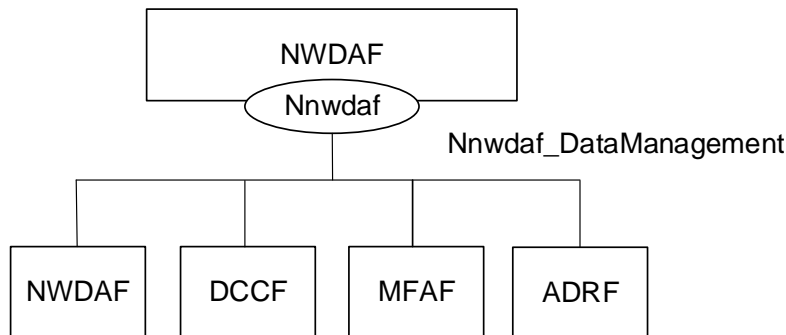 NWDAF
Nnwdaf
Nnwdaf_DataManagement
NWDAF
DCCF
MFAF
ADRF